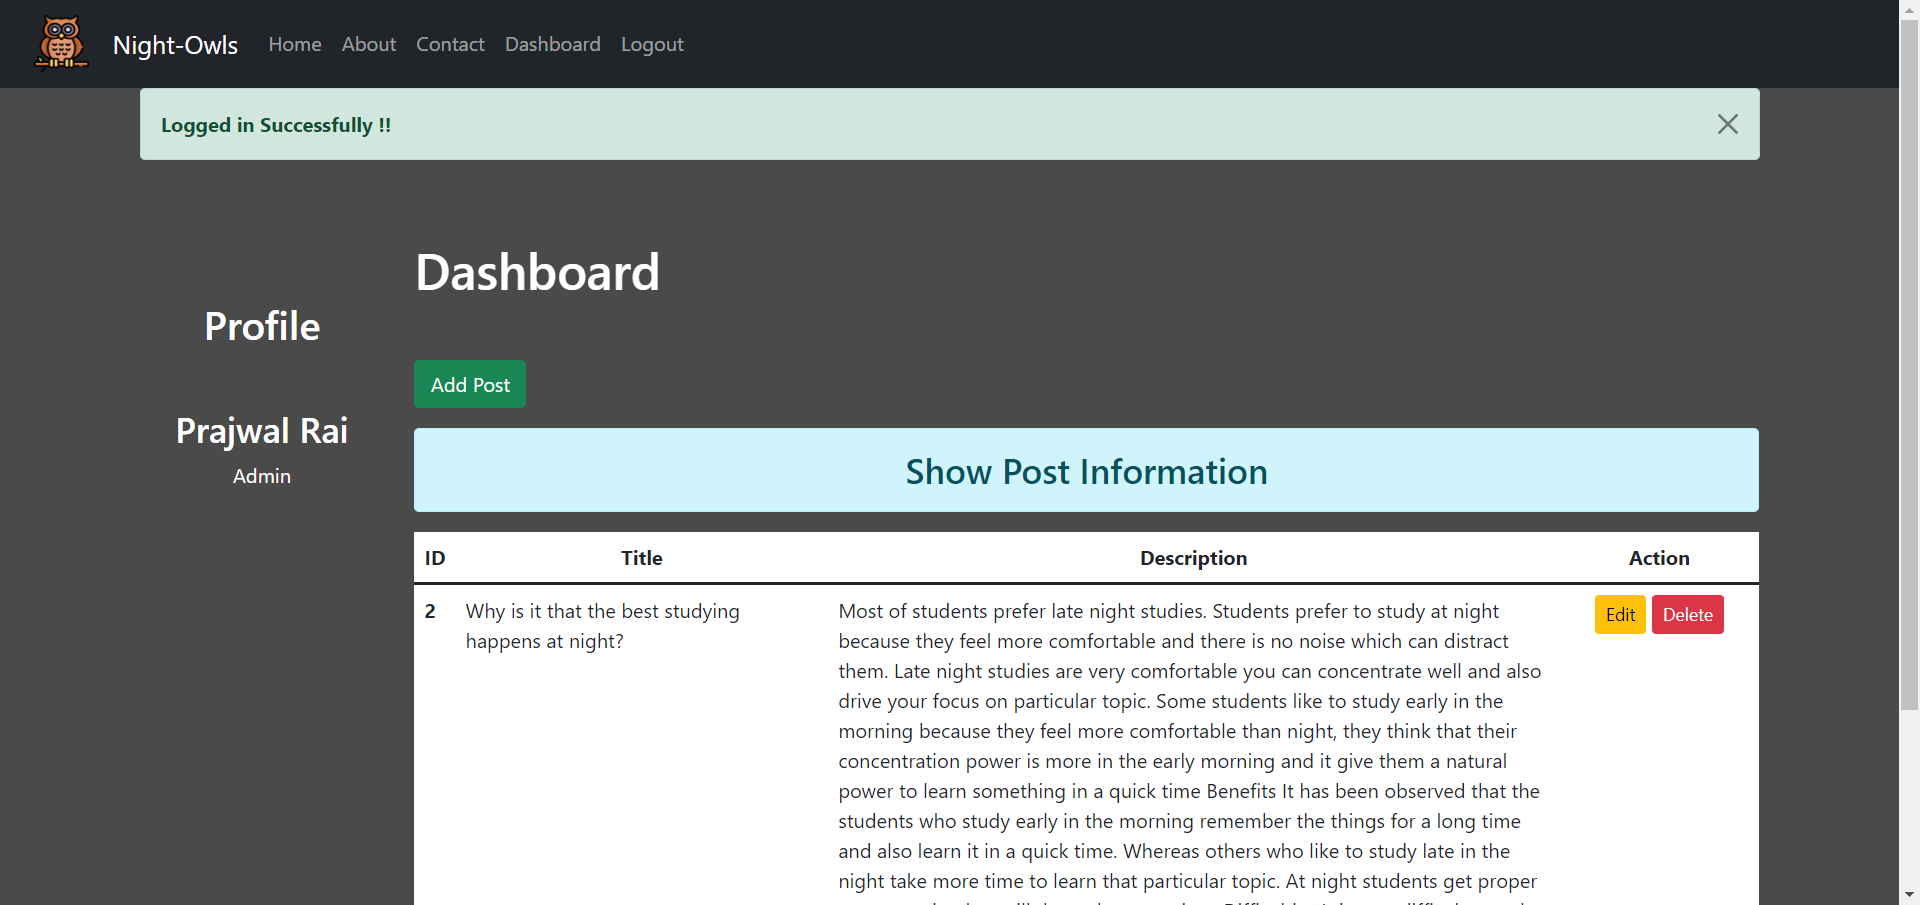 Night-Owls Home About Contact Dashboard Logout
Logged in Successfully !!
Dashboard
Profile
Add Post
Prajwal Rai
Admin
Show Post Information
ID Title Description Action
2 Why is it that the best studying
happens at night?
Most of students prefer late night studies. Students prefer to study at night
because they feel more comfortable and there is no noise which can distract
them. Late night studies are very comfortable you can concentrate well and also
drive your focus on particular topic. Some students like to study early in the
morning because they feel more comfortable than night, they think that their
concentration power is more in the early morning and it give them a natural
power to learn something in a quick time Benefits It has been observed that the
students who study early in the morning remember the things for a long time
and also learn it in a quick time. Whereas others who like to study late in the
night take more time to learn that particular topic. At night students get proper
Edit Delete